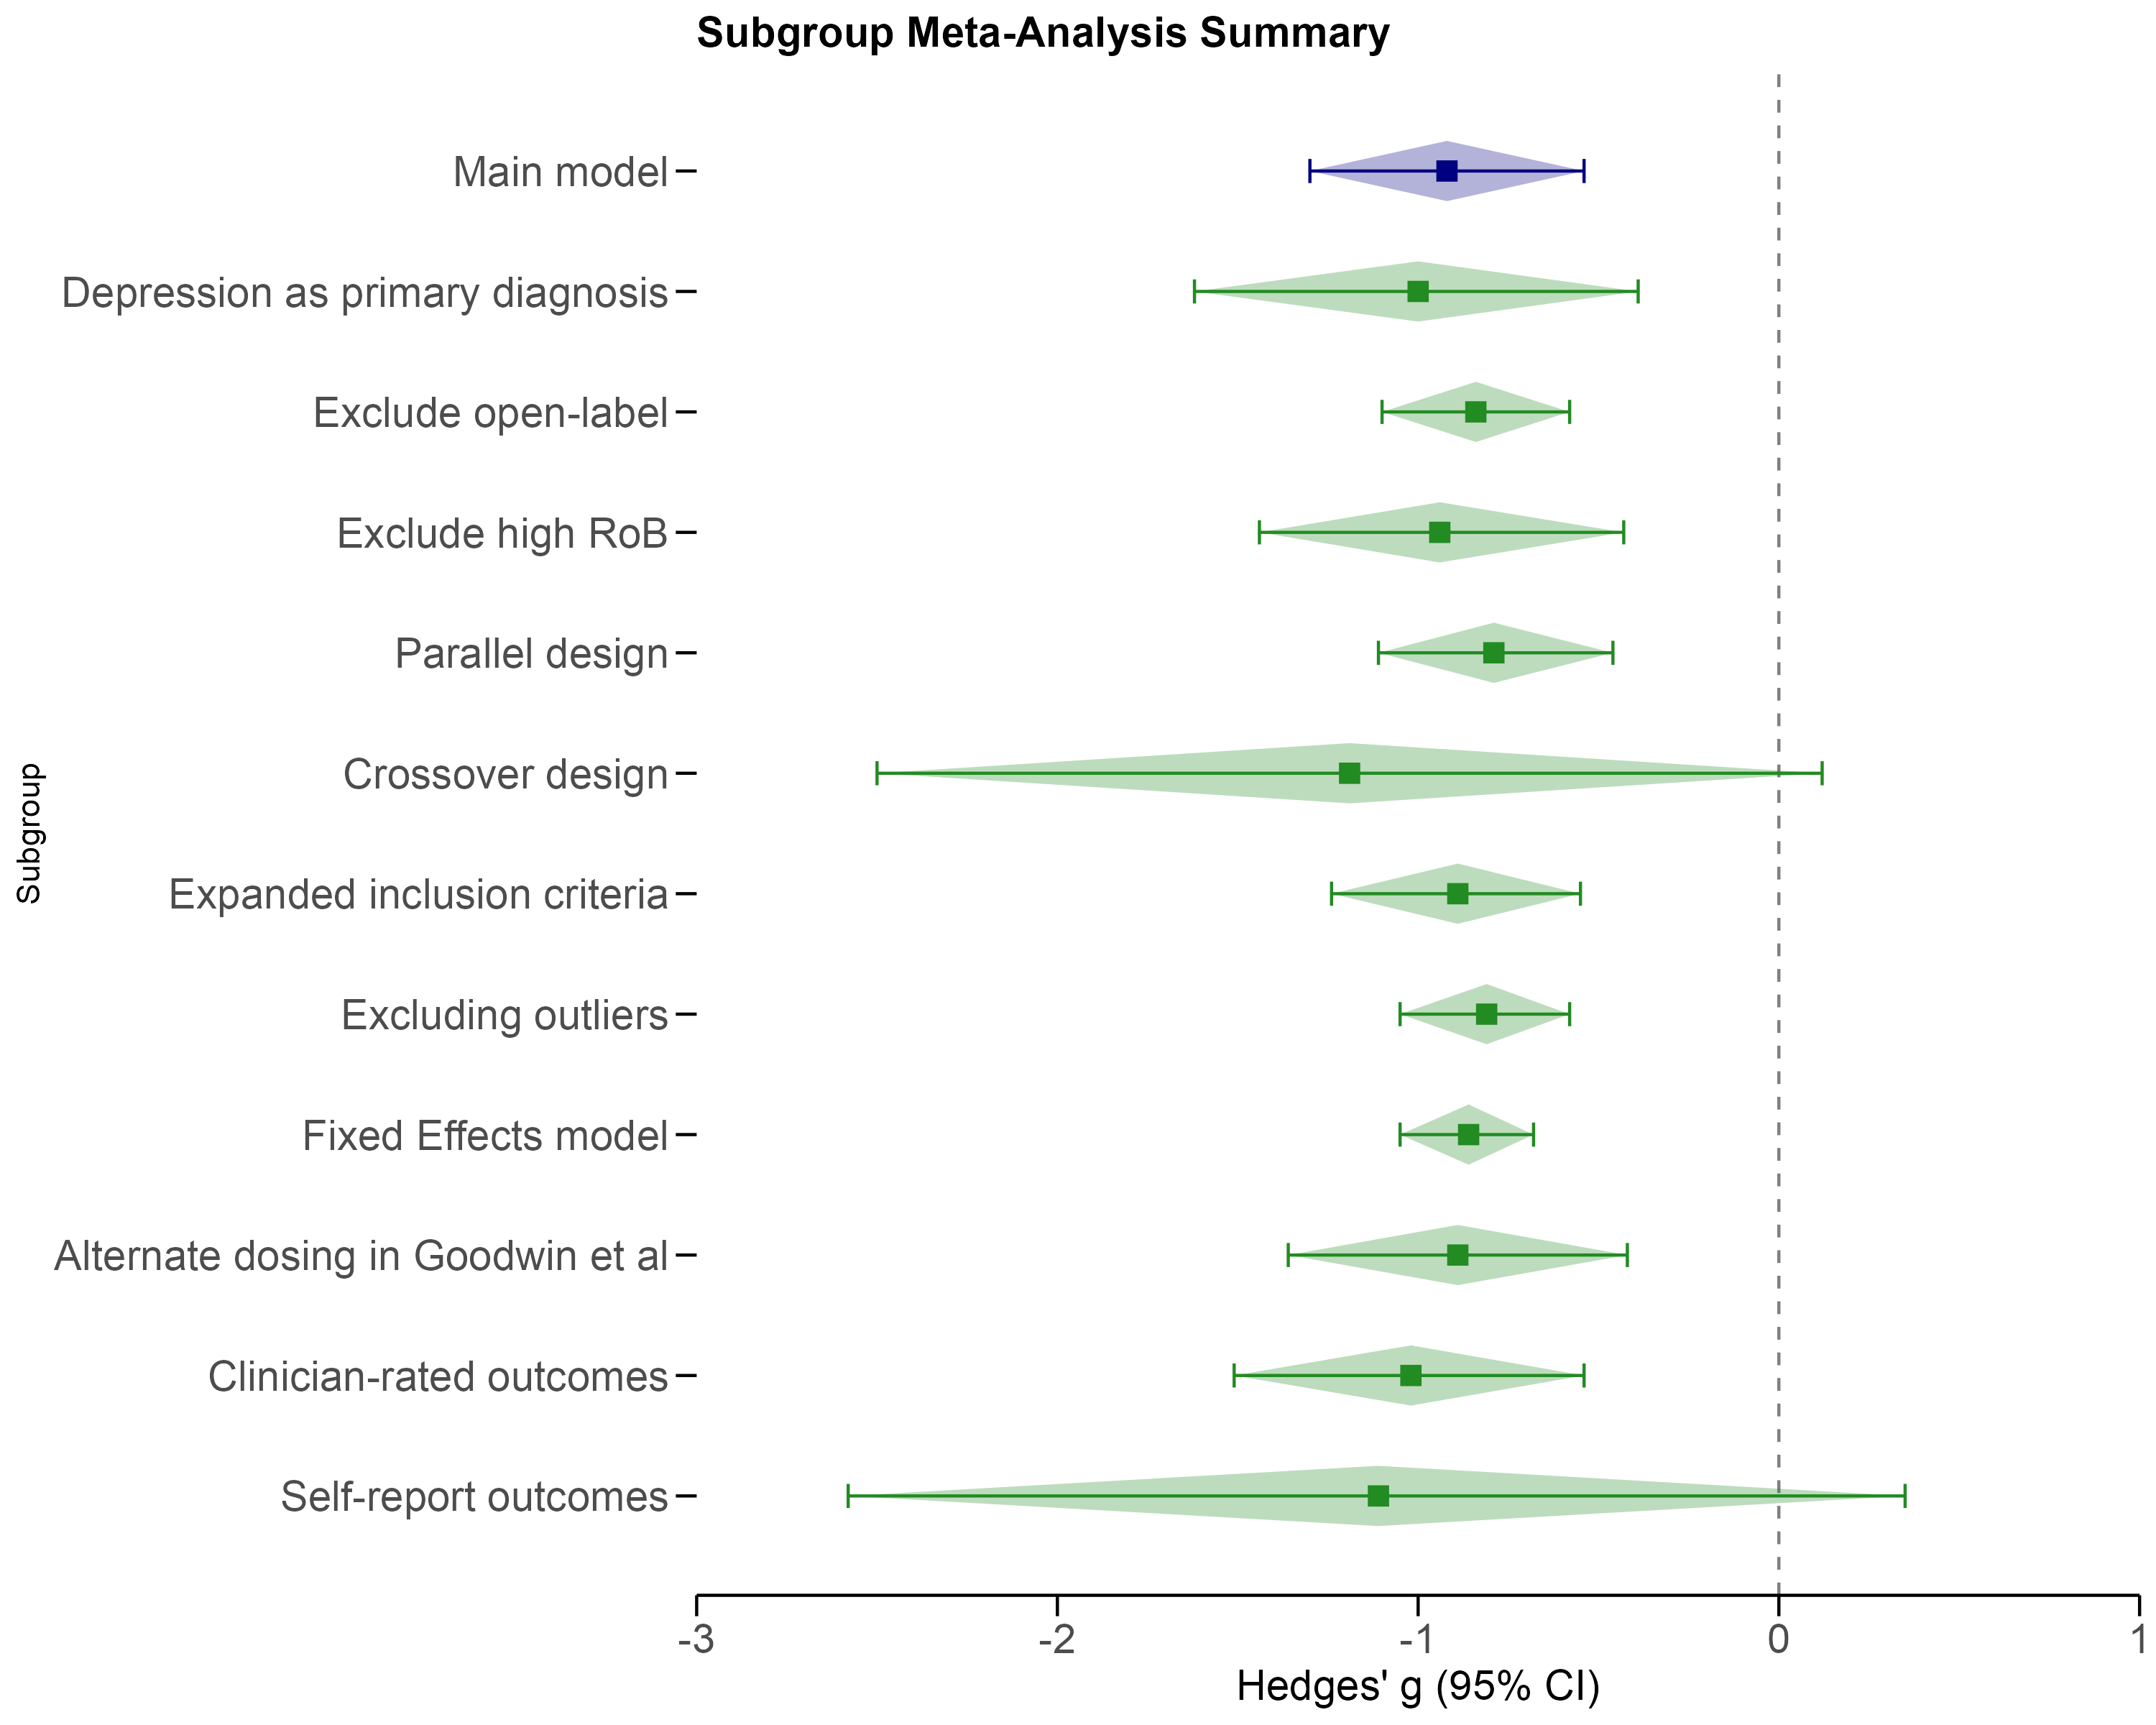 Subgroup Meta-Analysis Summary
Main model
Depression as primary diagnosis
Exclude open-label
Exclude high RoB
Parallel design
Crossover design
Expanded inclusion criteria
Excluding outliers
Fixed Effects model
Alternate dosing in Goodwin et al
Clinician-rated outcomes
Self-report outcomes
Subgroup
-3 -2 -1 0 1
Hedges' g (95% CI)